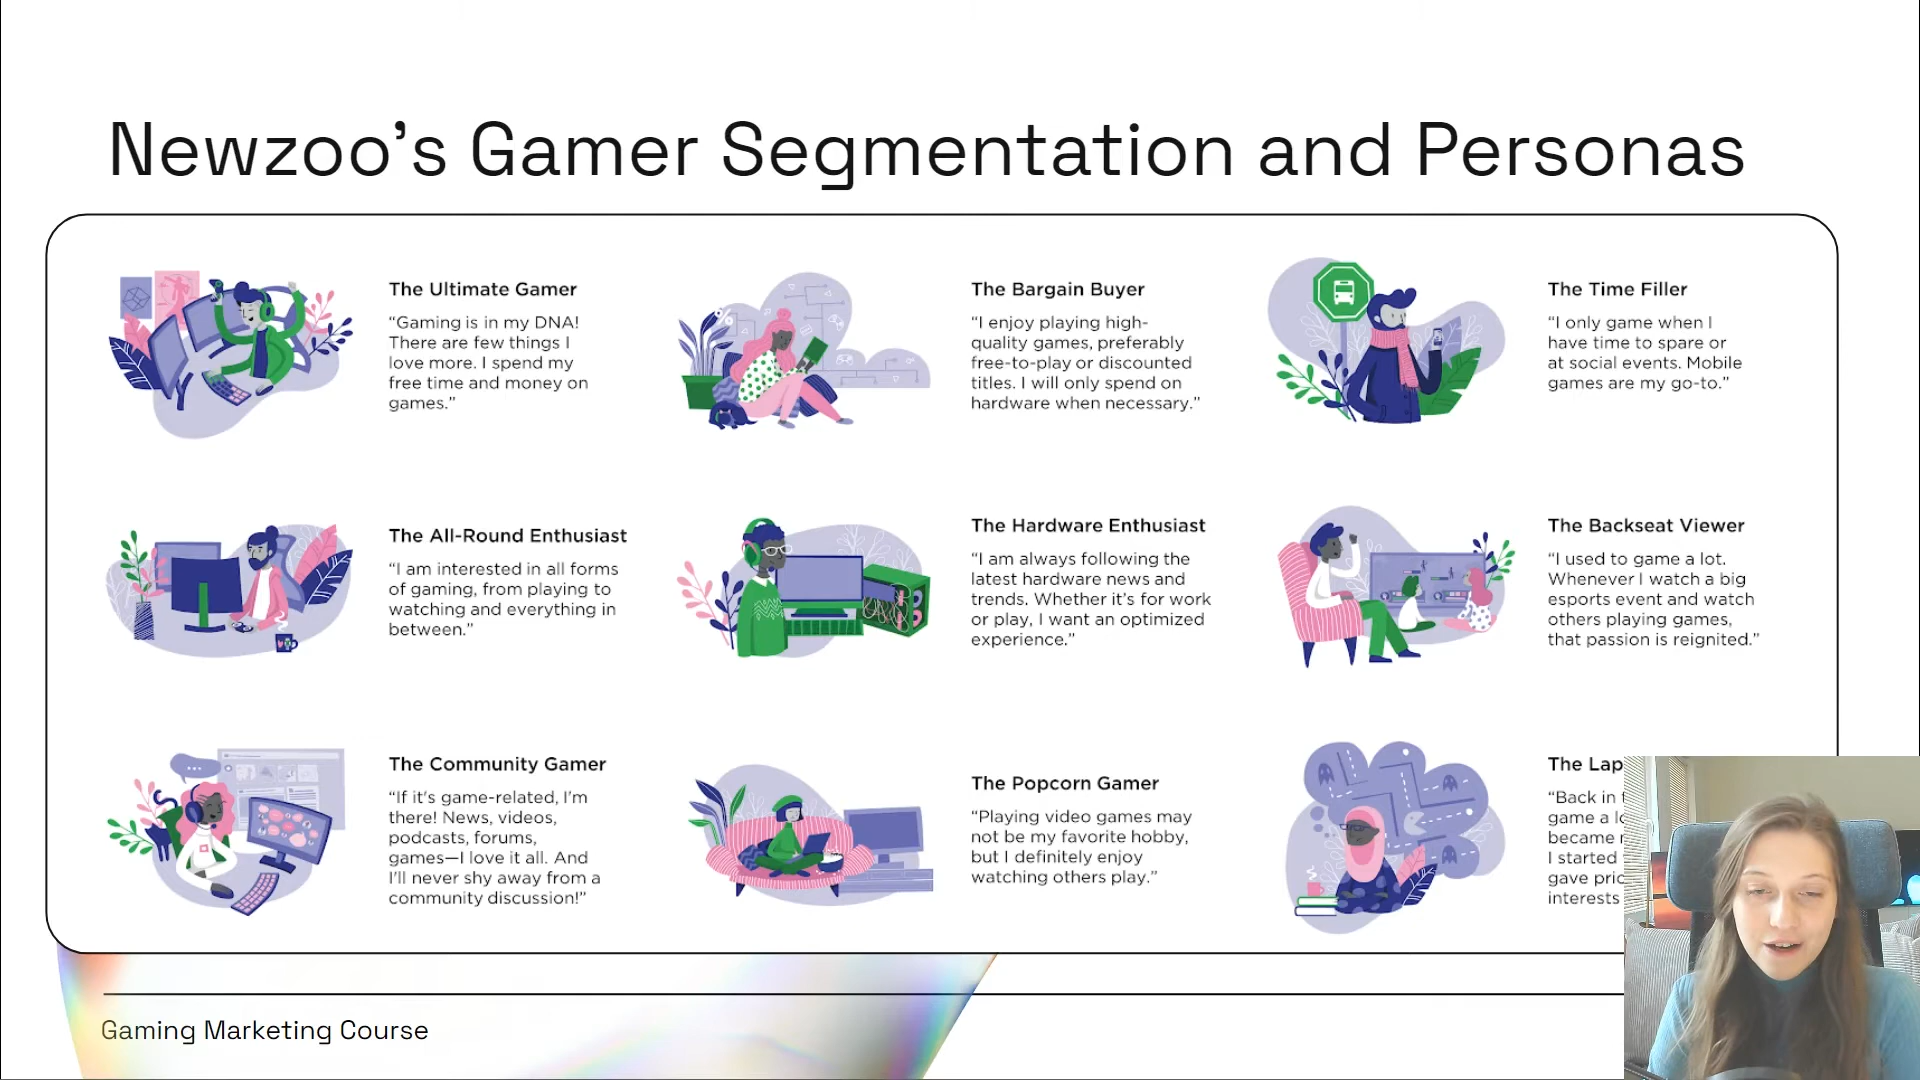 Newzoo’s Gamer Segmentation and Personas
The Ultimate Gamer
“Gaming is in my DNA!
There are few things I
love more. I spend my
free time and money on
games.”
The Bargain Buyer
“I enjoy playing high-
quality games, preferably
free-to-play or discounted
titles. I will only spend on
hardware when necessary.”
The Time Filler
“I only game when I
have time to spare or
at social events. Mobile
games are my go-to.”
The All-Round Enthusiast
“I am interested in all forms
of gaming, from playing to
watching and everything in
between.”
The Hardware Enthusiast
“I am always following the
latest hardware news and
trends. Whether it’s for work
or play, I want an optimized
experience.”
The Backseat Viewer
“I used to game a lot.
Whenever I watch a big
esports event and watch
others playing games,
that passion is reignited.”
The Community Gamer
“If it's game-related, I’m
there! News, videos,
podcasts, forums,
games—I love it all. And
I’ll never shy away from a
community discussion!”
The Popcorn Gamer
“Playing video games may
not be my favorite hobby,
but I definitely enjoy
watching others play.”
The Lap
“Back in
game a
became
I started
gave
interests
Gaming Marketing Course